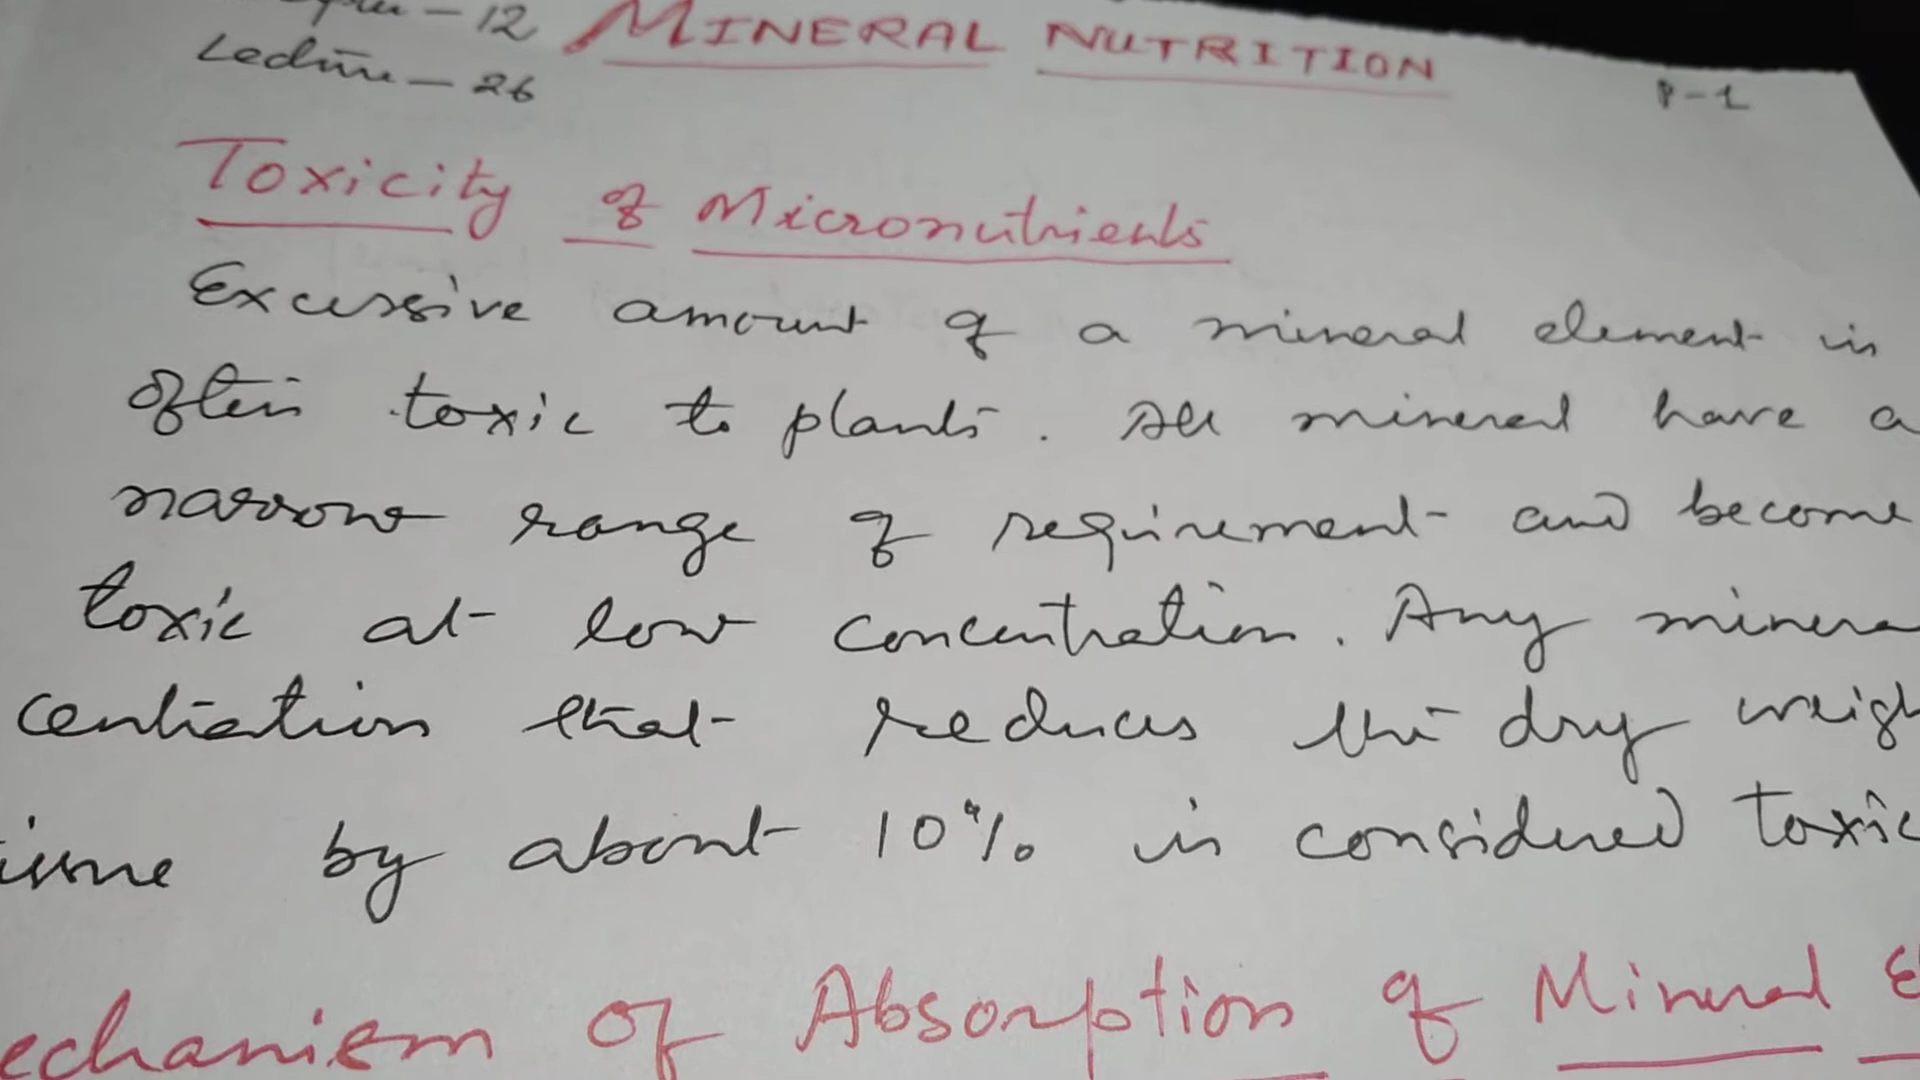 - 12 MINERAL NUTRITION
Lecture - 26
P-1
Toxicity of Micronutrients
Excessive amount of a mineral element is
often toxic to plants. All mineral have a
narrow range of requirement and become
toxic at low concentration. Any minera
centration that reduces the dry weigh
issue by about 10% is considered toxic
echanism of Absorption of Mineral E